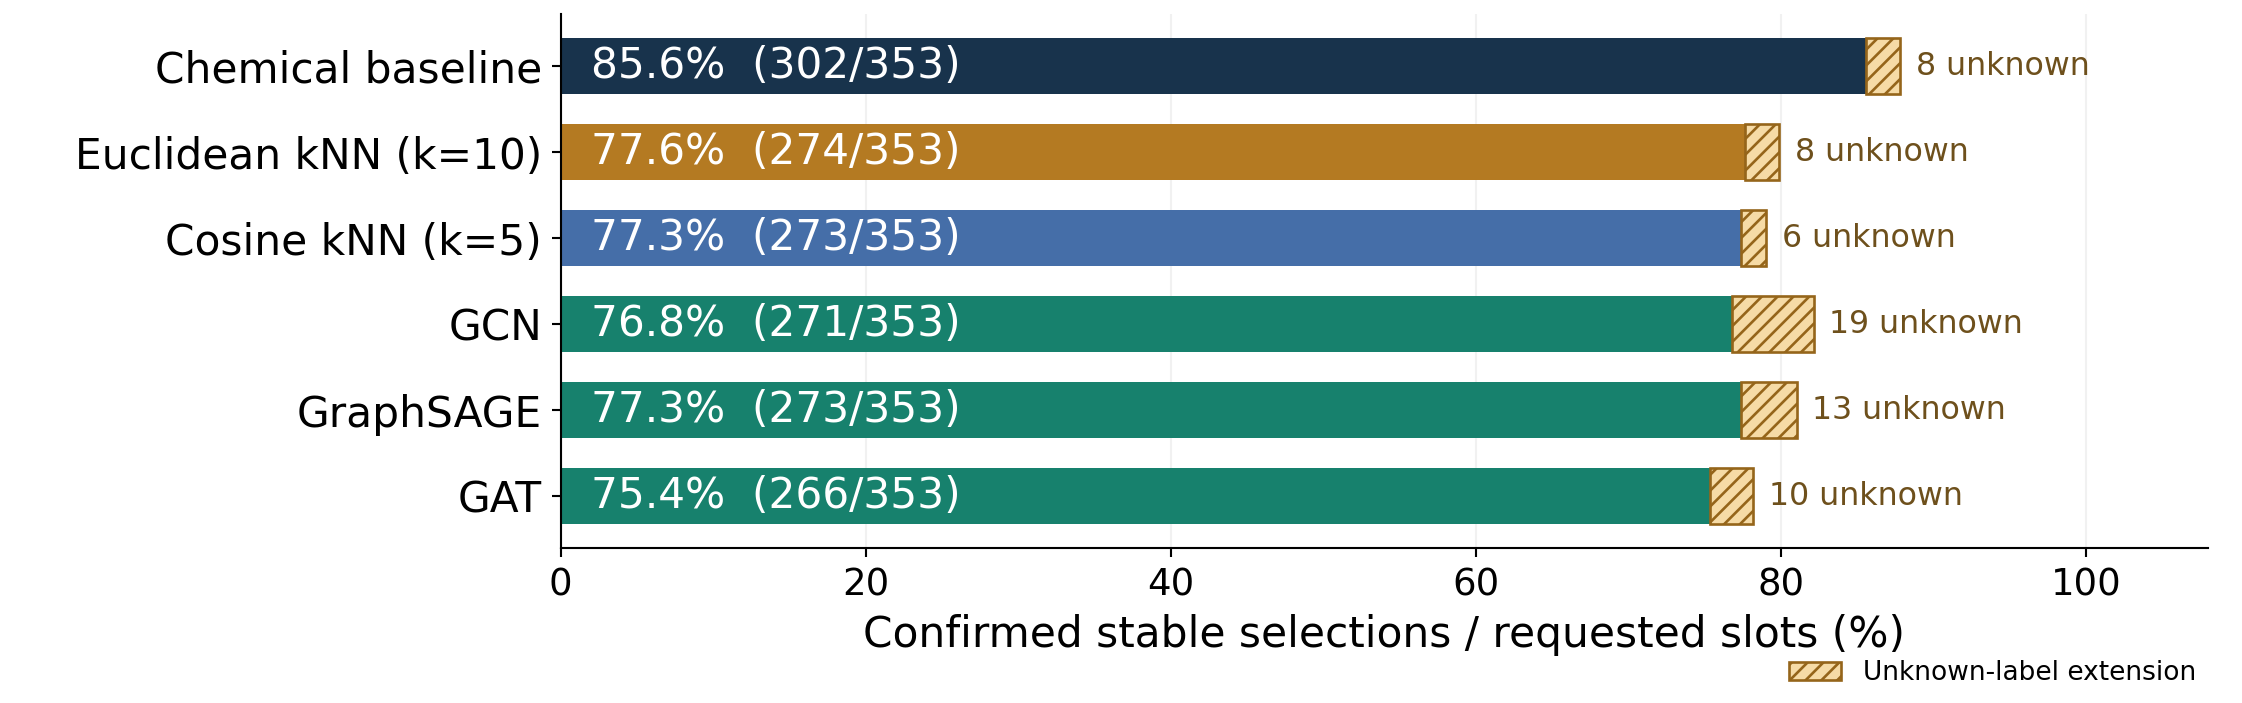 Chemical baseline 85.6% (302/353) 8 unknown
Euclidean kNN (k=10) 77.6% (274/353) 8 unknown
Cosine kNN (k=5) 77.3% (273/353) 6 unknown
GCN 76.8% (271/353) 19 unknown
GraphSAGE 77.3% (273/353) 13 unknown
GAT 75.4% (266/353) 10 unknown
0 20 40 60 80 100
Confirmed stable selections / requested slots (%)
Unknown-label extension